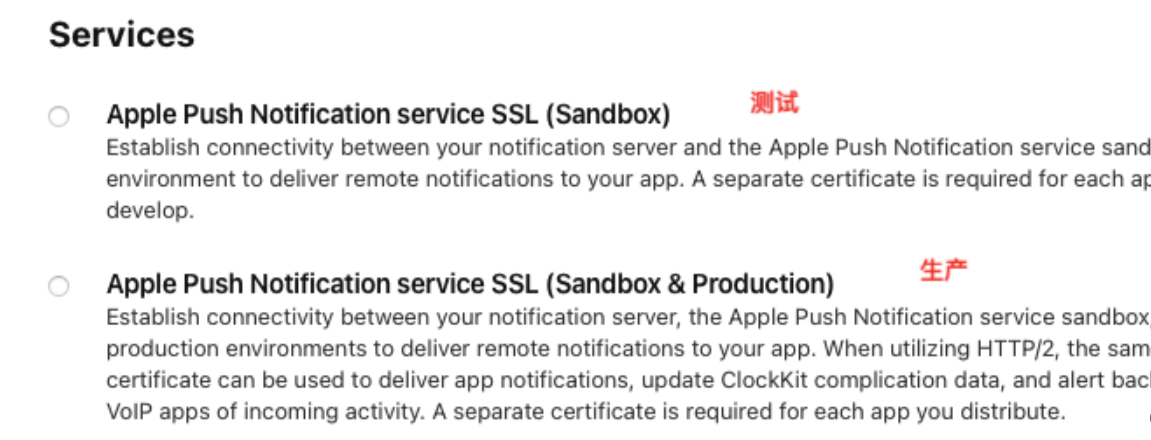 Services
Apple Push Notification service SSL (Sandbox)
测试
Establish connectivity between your notification server and the Apple Push Notification service sand
environment to deliver remote notifications to your app. A separate certificate is required for each ap
develop.
Apple Push Notification service SSL (Sandbox & Production)
生产
Establish connectivity between your notification server, the Apple Push Notification service sandbox,
production environments to deliver remote notifications to your app. When utilizing HTTP/2, the sam
certificate can be used to deliver app notifications, update ClockKit complication data, and alert bac
VoIP apps of incoming activity. A separate certificate is required for each app you distribute.